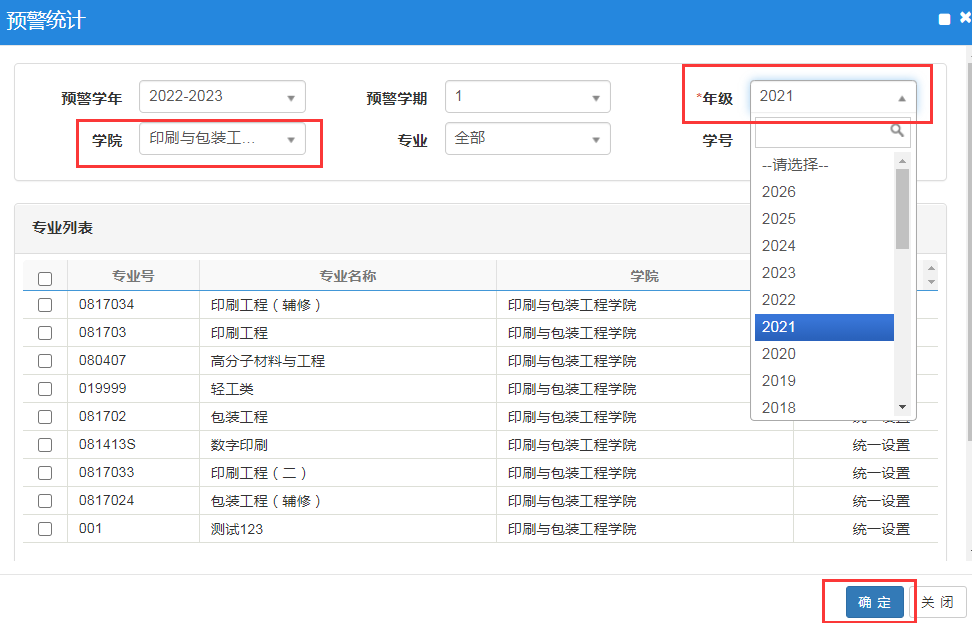 预警统计
预警学年 2022-2023 预警学期 1 *年级 2021
学院 印刷与包装工... 专业 全部 学号
--请选择--
2026
2025
2024
2023
2022
2021
2020
2019
2018
专业列表
专业号 专业名称 学院
0817034 印刷工程（辅修） 印刷与包装工程学院
081703 印刷工程 印刷与包装工程学院
080407 高分子材料与工程 印刷与包装工程学院
019999 轻工类 印刷与包装工程学院
081702 包装工程 印刷与包装工程学院 统一设置
081413S 数字印刷 印刷与包装工程学院 统一设置
0817033 印刷工程（二） 印刷与包装工程学院 统一设置
0817024 包装工程（辅修） 印刷与包装工程学院 统一设置
001 测试123 印刷与包装工程学院 统一设置
确 定 关 闭